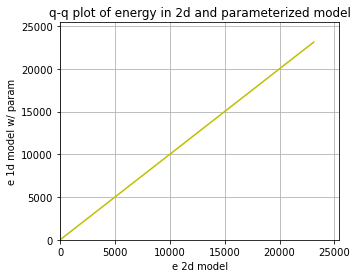 q-q plot of energy in 2d and parameterized model
25000
20000
15000
10000
5000
0
e 1d model w/ param
0 5000 10000 15000 20000 25000
e 2d model